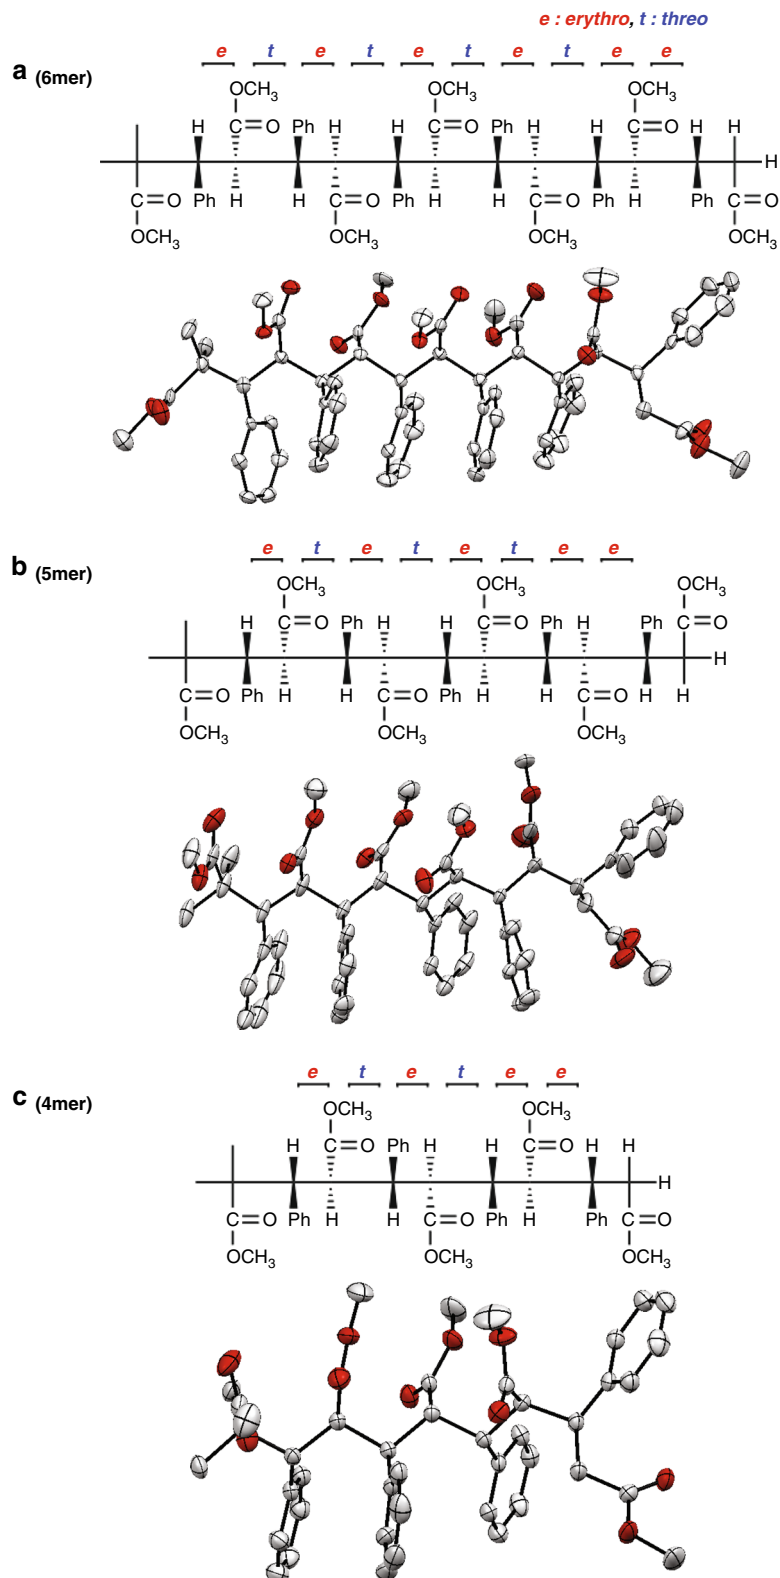 e : erythro, t : threo
e t e t e t e t e e
a (6mer)
OCH3 OCH3 OCH3
H C=O Ph H H C=O Ph H H C=O H H
H
C=O Ph H H C=O Ph H H C=O Ph H Ph C=O
OCH3 OCH3 OCH3 OCH3
e t e t e t e e
b (5mer)
OCH3 OCH3 OCH3
H C=O Ph H H C=O Ph H Ph C=O
H
C=O Ph H H C=O Ph H H C=O H H
OCH3 OCH3 OCH3
e t e t e e
c (4mer)
OCH3 OCH3
H C=O Ph H H C=O H H
H
C=O Ph H H C=O Ph H Ph C=O
OCH3 OCH3 OCH3